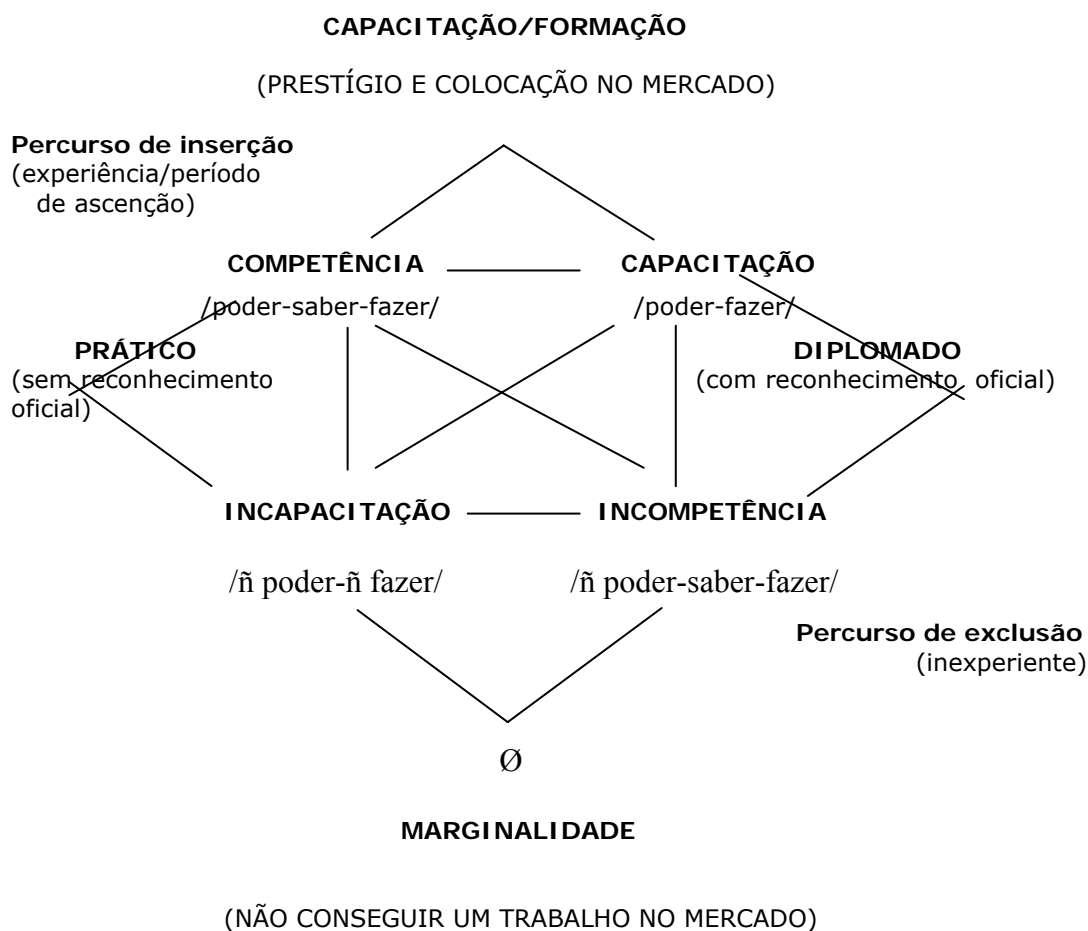 CAPACITAÇÃO/FORMAÇÃO
(PRESTÍGIO E COLOCAÇÃO NO MERCADO)
Percurso de inserção
(experiência/período
de ascenção)
COMPETÊNCIA
CAPACITAÇÃO
/poder-saber-fazer/
/poder-fazer/
PRÁTICO
(sem reconhecimento
oficial)
DIPLOMADO
(com reconhecimento oficial)
INCAPACITAÇÃO
INCOMPETÊNCIA
/ñ poder-ñ fazer/
/ñ poder-saber-fazer/
Percurso de exclusão
(inexperiente)
Ø
MARGINALIDADE
(NÃO CONSEGUIR UM TRABALHO NO MERCADO)